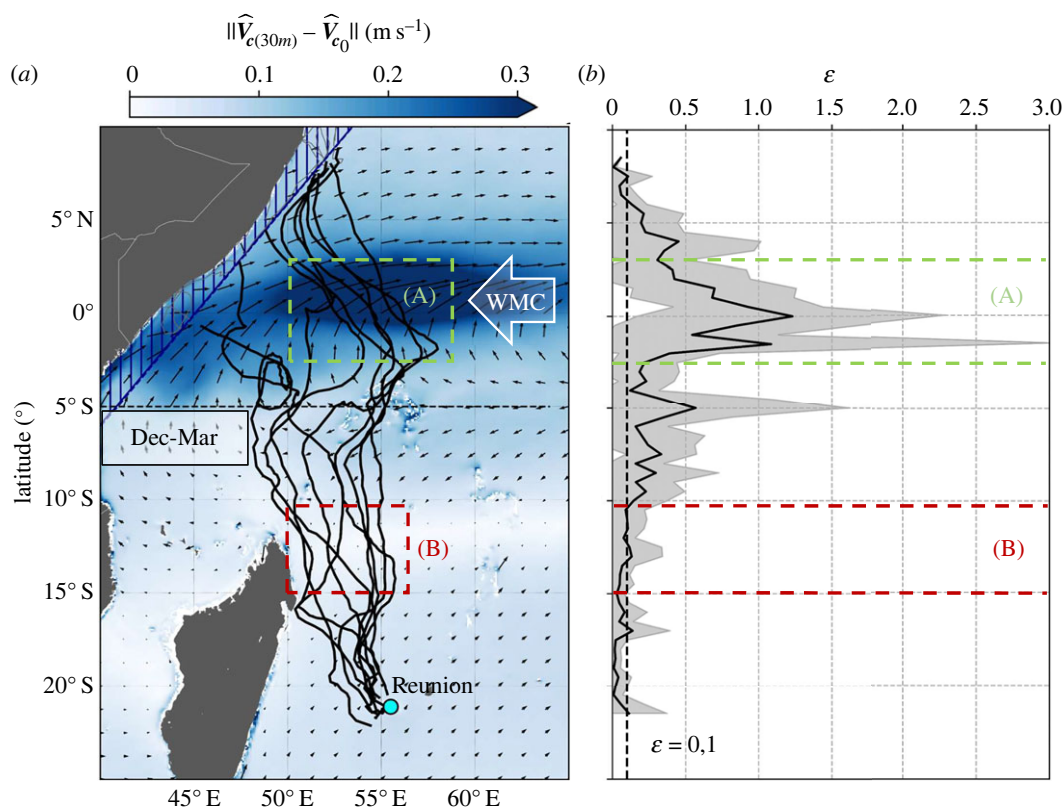 ‖V̂c(30m) – V̂c0‖ (m s⁻¹)
(a)
0 0.1 0.2 0.3
5° N
0°
5° S
10° S
15° S
20° S
latitude (°)
45° E 50° E 55° E 60° E
(A)
WMC
Dec-Mar
(B)
Reunion
(b)
ε
0 0.5 1.0 1.5 2.0 2.5 3.0
(A)
(B)
ε = 0,1